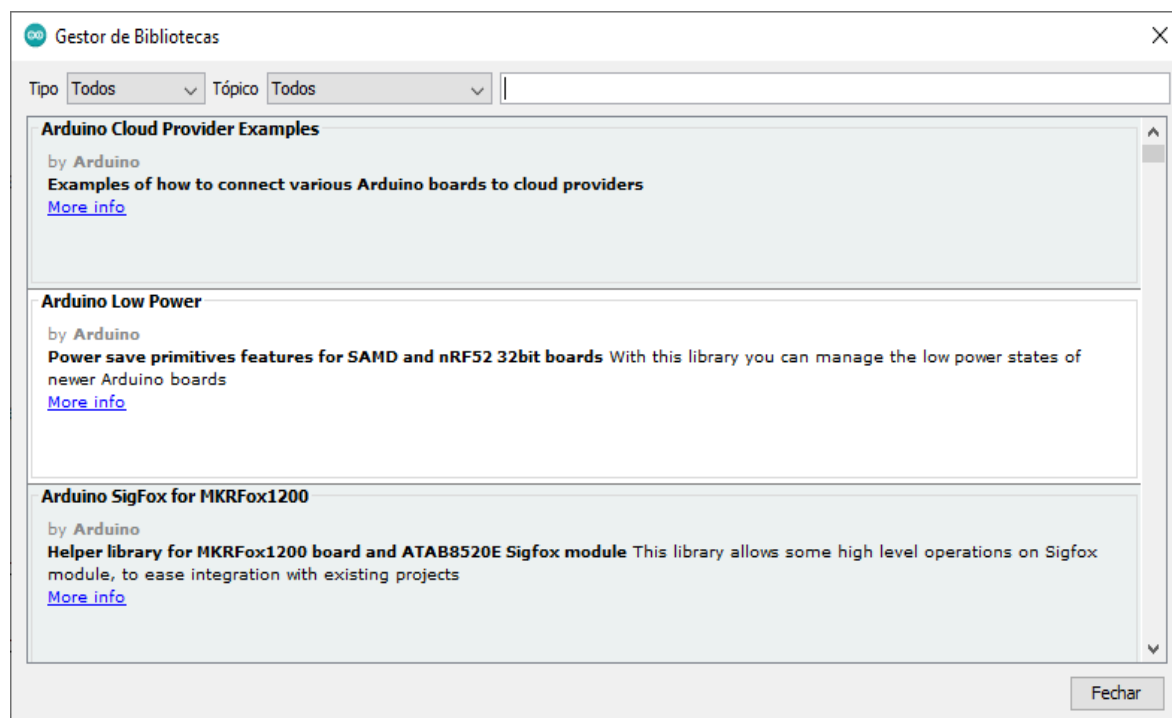 Gestor de Bibliotecas
Tipo Todos Tópico Todos
Arduino Cloud Provider Examples
by Arduino
Examples of how to connect various Arduino boards to cloud providers
More info
Arduino Low Power
by Arduino
Power save primitives features for SAMD and nRF52 32bit boards With this library you can manage the low power states of
newer Arduino boards
More info
Arduino SigFox for MKRFox1200
by Arduino
Helper library for MKRFox1200 board and ATAB8520E Sigfox module This library allows some high level operations on Sigfox
module, to ease integration with existing projects
More info
Fechar